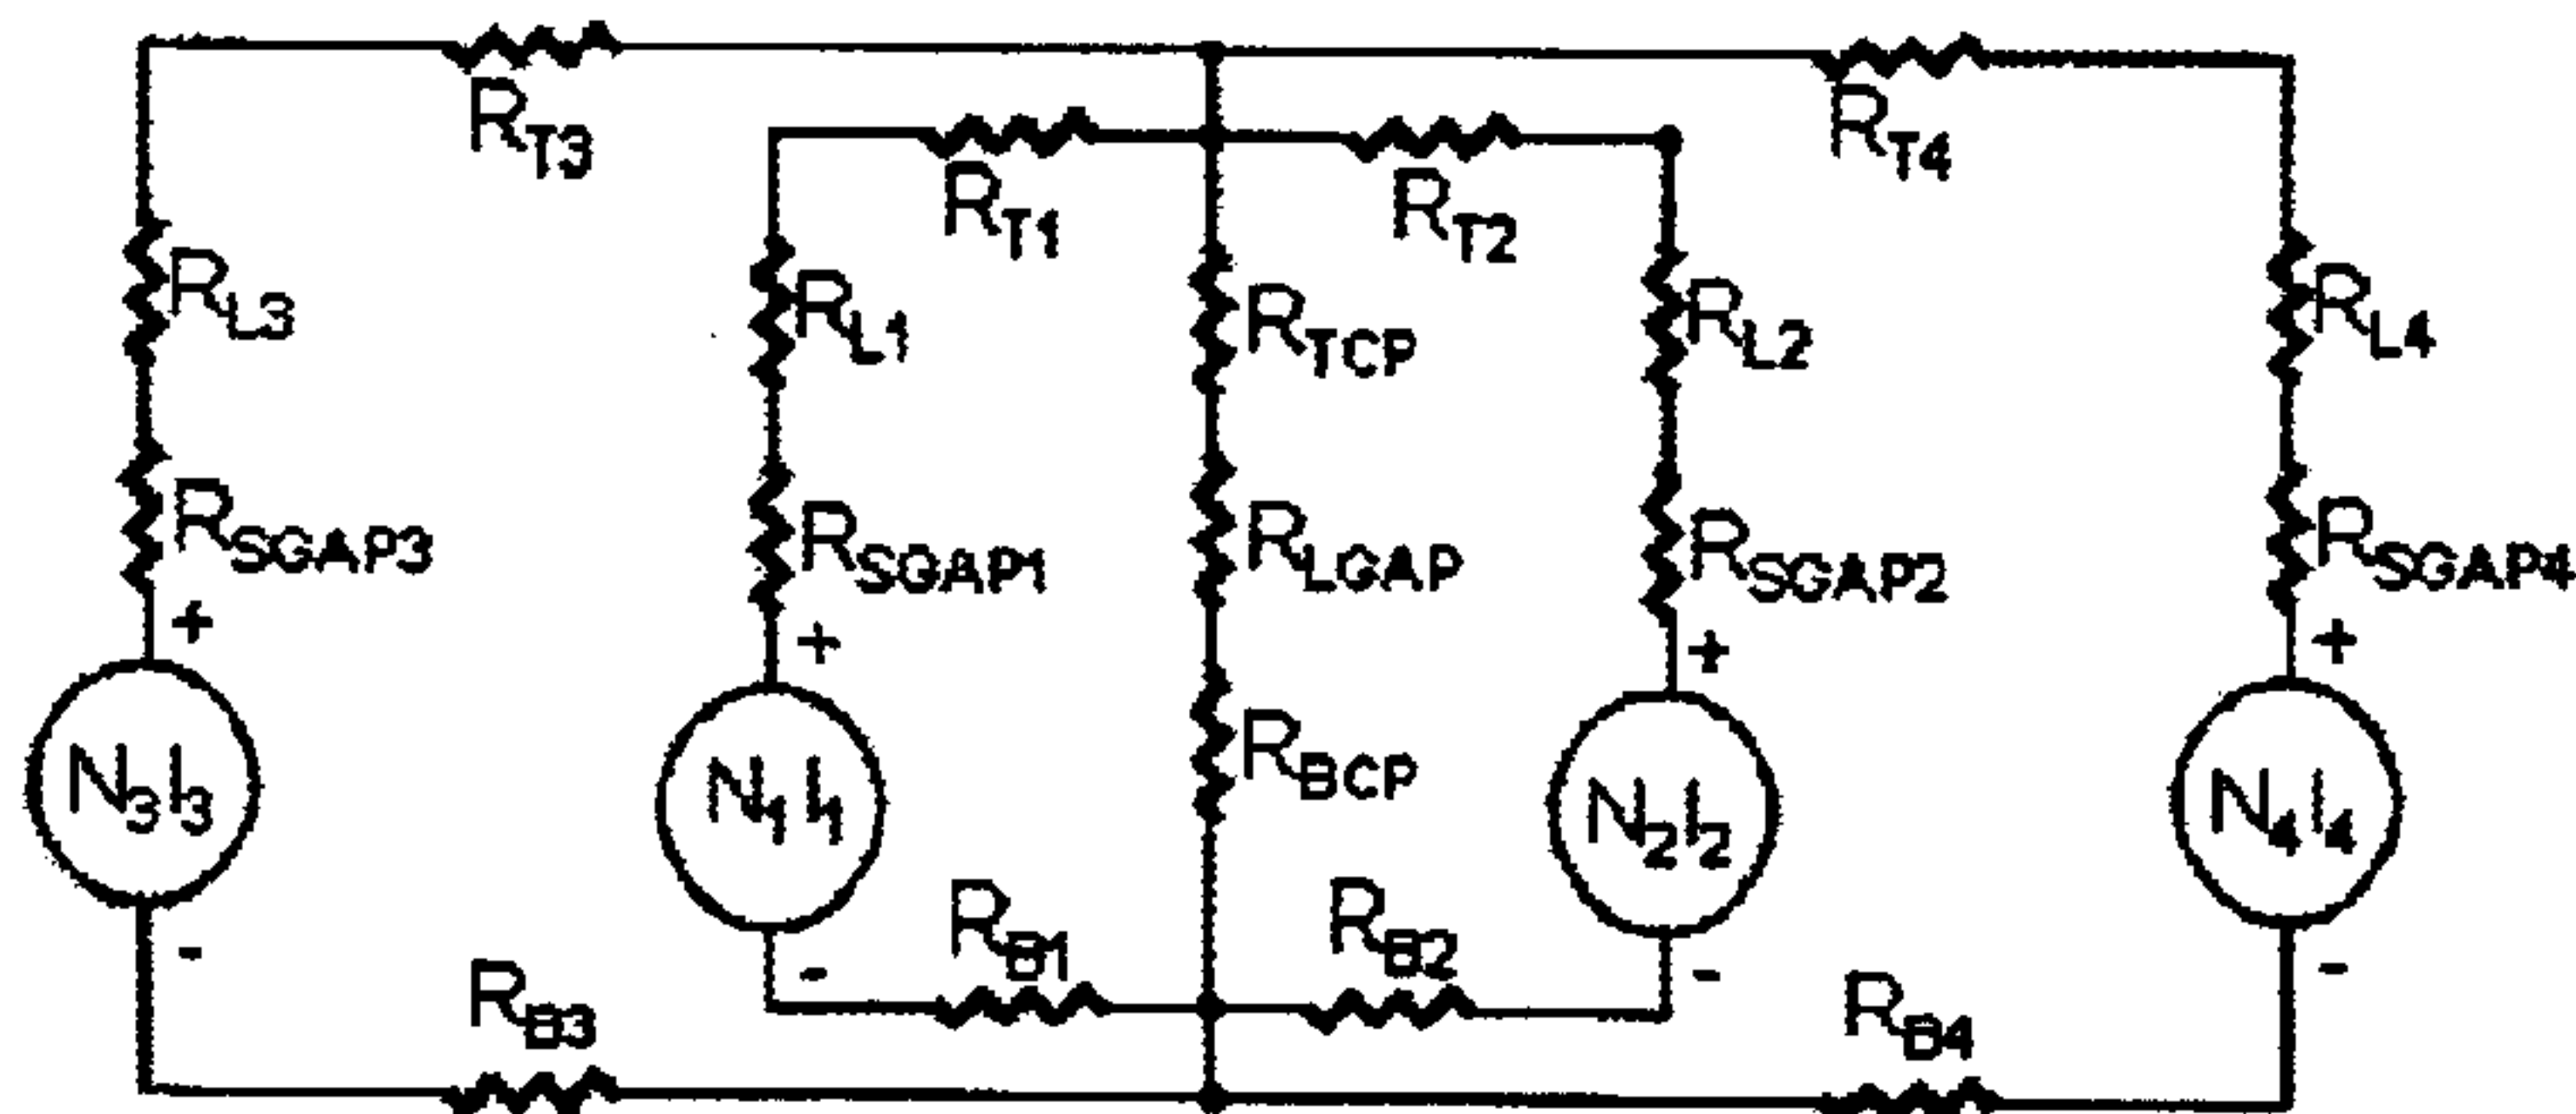 RT3
RT4
RT1
RT2
RL3
RL1
RTCP
RL2
RL4
RSGAP3
RSGAP1
RLGAP
RSGAP2
RSGAP4
+
+
+
+
N3I3
N1I1
RBCP
N2I2
N4I4
-
-
-
-
RB1
RB2
RB3
RB4